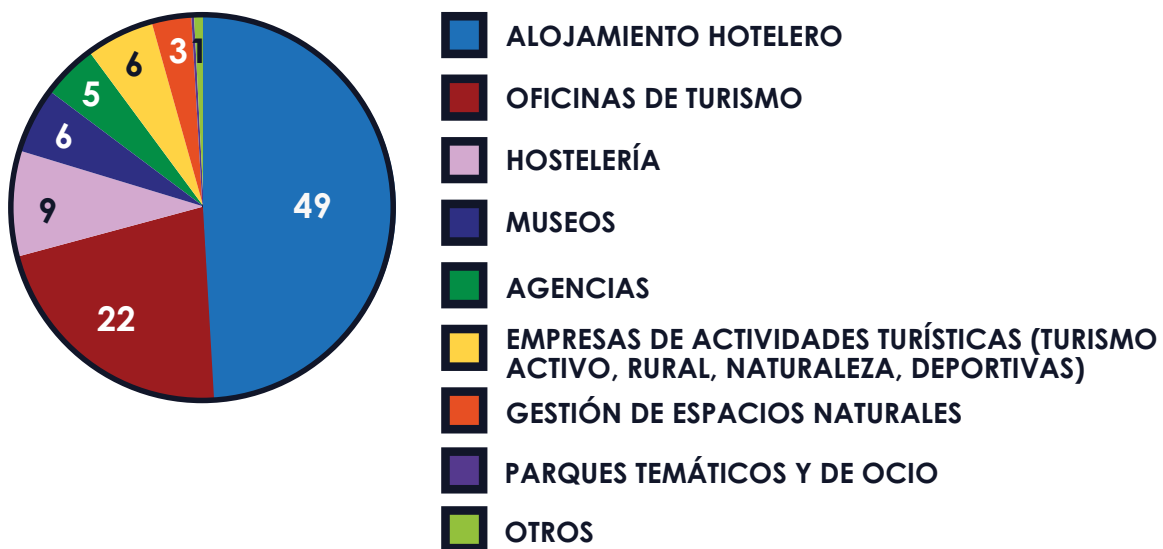 49
22
9
6
5
6
3
1
ALOJAMIENTO HOTELERO
OFICINAS DE TURISMO
HOSTELERÍA
MUSEOS
AGENCIAS
EMPRESAS DE ACTIVIDADES TURÍSTICAS (TURISMO
ACTIVO, RURAL, NATURALEZA, DEPORTIVAS)
GESTIÓN DE ESPACIOS NATURALES
PARQUES TEMÁTICOS Y DE OCIO
OTROS